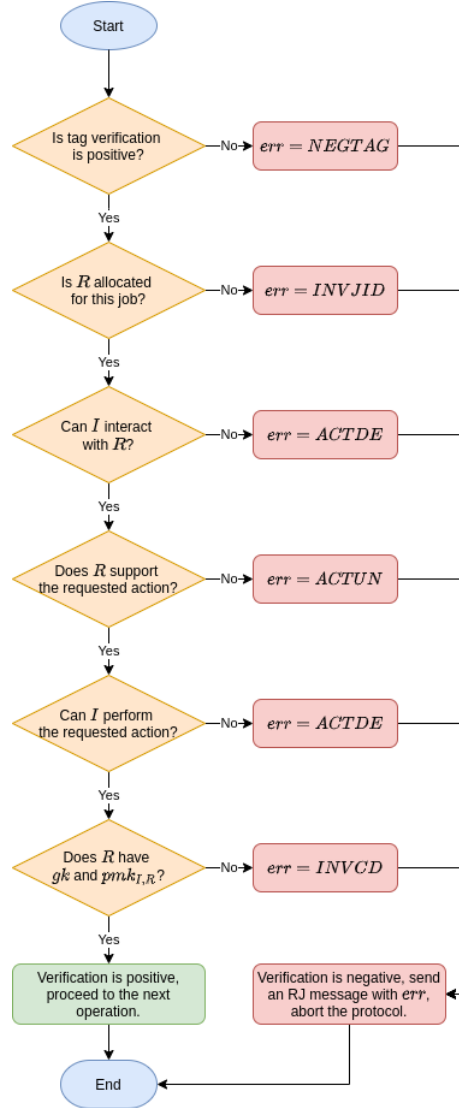 Start
Is tag verification
is positive?
No
err = NEGTAG
Yes
Is R allocated
for this job?
No
err = INVJID
Yes
Can I interact
with R?
No
err = ACTDE
Yes
Does R support
the requested action?
No
err = ACTUN
Yes
Can I perform
the requested action?
No
err = ACTDE
Yes
Does R have
gk and pmk_{I,R}?
No
err = INVCD
Yes
Verification is positive,
proceed to the next
operation.
Verification is negative, send
an RJ message with err,
abort the protocol.
End